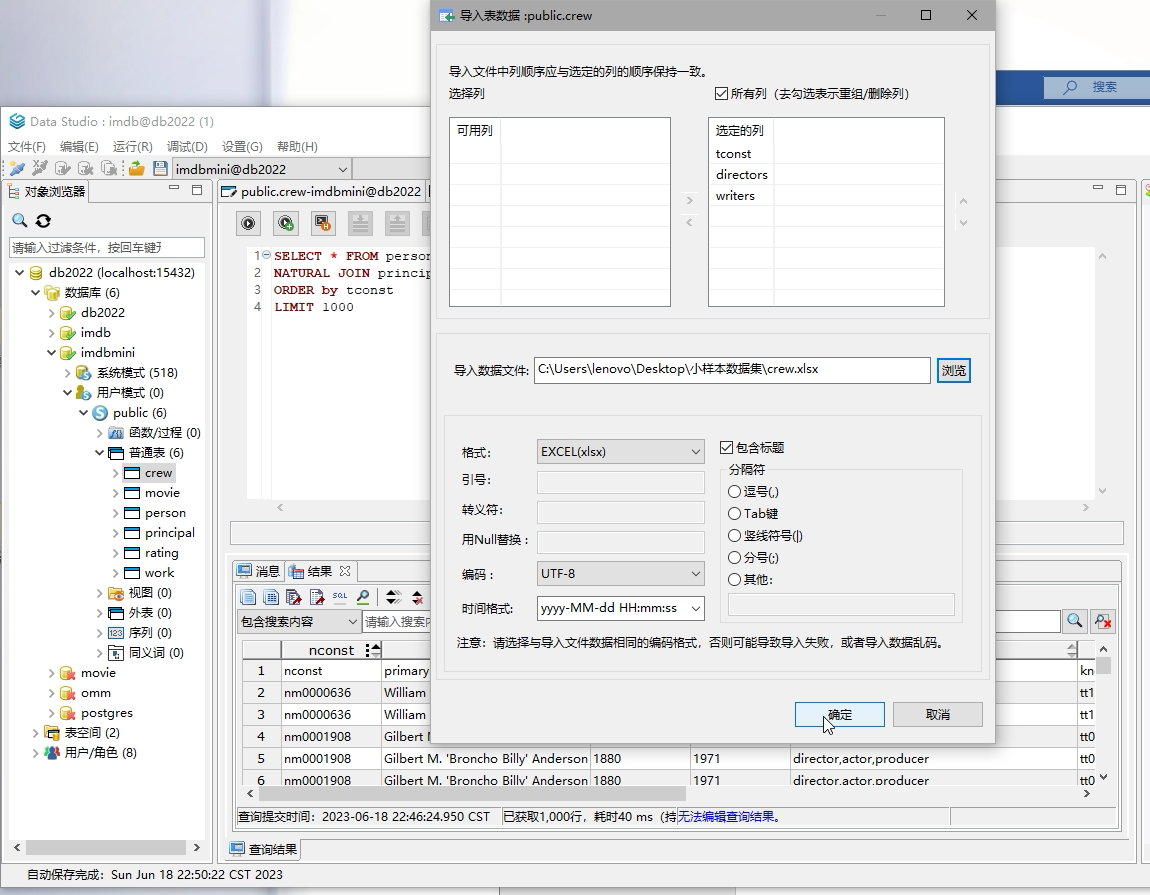 导入表数据 :public.crew
导入文件中列顺序应与选定的列的顺序保持一致。
选择列
所有列（去勾选表示重组/删除列）
可用列
选定的列
tconst
directors
writers
导入数据文件:
C:\Users\lenovo\Desktop\小样本数据集\crew.xlsx
浏览
格式:
EXCEL(xlsx)
引号:
转义符:
用Null替换 :
编码 :
UTF-8
时间格式:
yyyy-MM-dd HH:mm:ss
包含标题
分隔符
逗号(,)
Tab键
竖线符号(|)
分号(;)
其他:
注意：请选择与导入文件数据相同的编码格式，否则可能导致导入失败，或者导入数据乱码。
确定
取消
搜索
Data Studio : imdb@db2022 (1)
文件(F) 编辑(E) 运行(R) 调试(D) 设置(G) 帮助(H)
imdbmini@db2022
对象浏览器
请输入过滤条件，按回车键
db2022 (localhost:15432)
数据库 (6)
db2022
imdb
imdbmini
系统模式 (518)
用户模式 (0)
public (6)
函数/过程 (0)
普通表 (6)
crew
movie
person
principal
rating
work
视图 (0)
外表 (0)
序列 (0)
同义词 (0)
movie
omm
postgres
表空间 (2)
用户/角色 (8)
public.crew-imdbmini@db2022
1 SELECT * FROM person
2 NATURAL JOIN princip
3 ORDER by tconst
4 LIMIT 1000
消息
结果
包含搜索内容
请输入搜索内
nconst
1 nconst primary kn
2 nm0000636 William tt1
3 nm0000636 William tt1
4 nm0001908 Gilbert M tt0
5 nm0001908 Gilbert M. 'Broncho Billy' Anderson 1880 1971 director,actor,producer tt0
6 nm0001908 Gilbert M. 'Broncho Billy' Anderson 1880 1971 director,actor,producer tt0
查询提交时间：2023-06-18 22:46:24.950 CST
已获取1,000行，耗时40 ms（持
无法编辑查询结果。
查询结果
自动保存完成：Sun Jun 18 22:50:22 CST 2023